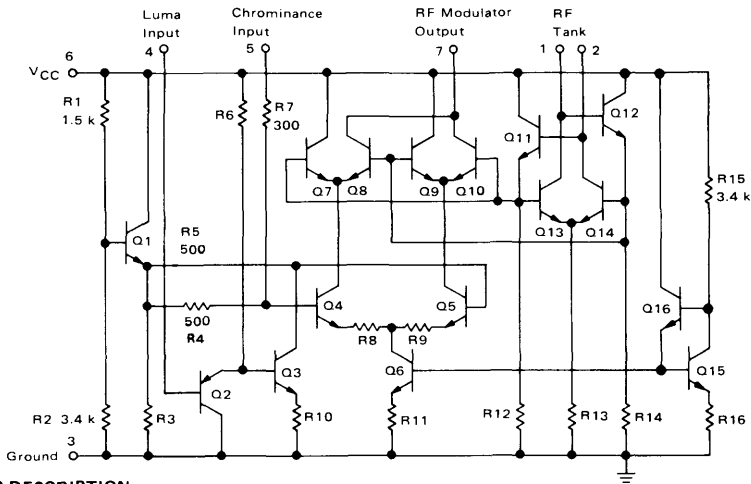 Luma
Input
4
Chrominance
Input
5
RF Modulator
Output
7
RF
Tank
1 2
6
VCC
R1
1.5 k
R6
R7
300
Q11
Q12
Q7
Q8
Q9
Q10
Q13
Q14
R15
3.4 k
Q1
R5
500
500
R4
Q4
Q5
R8
R9
Q16
Q2
Q3
Q6
Q15
R2 3.4 k
R3
R10
R11
R12
R13
R14
R16
3
Ground